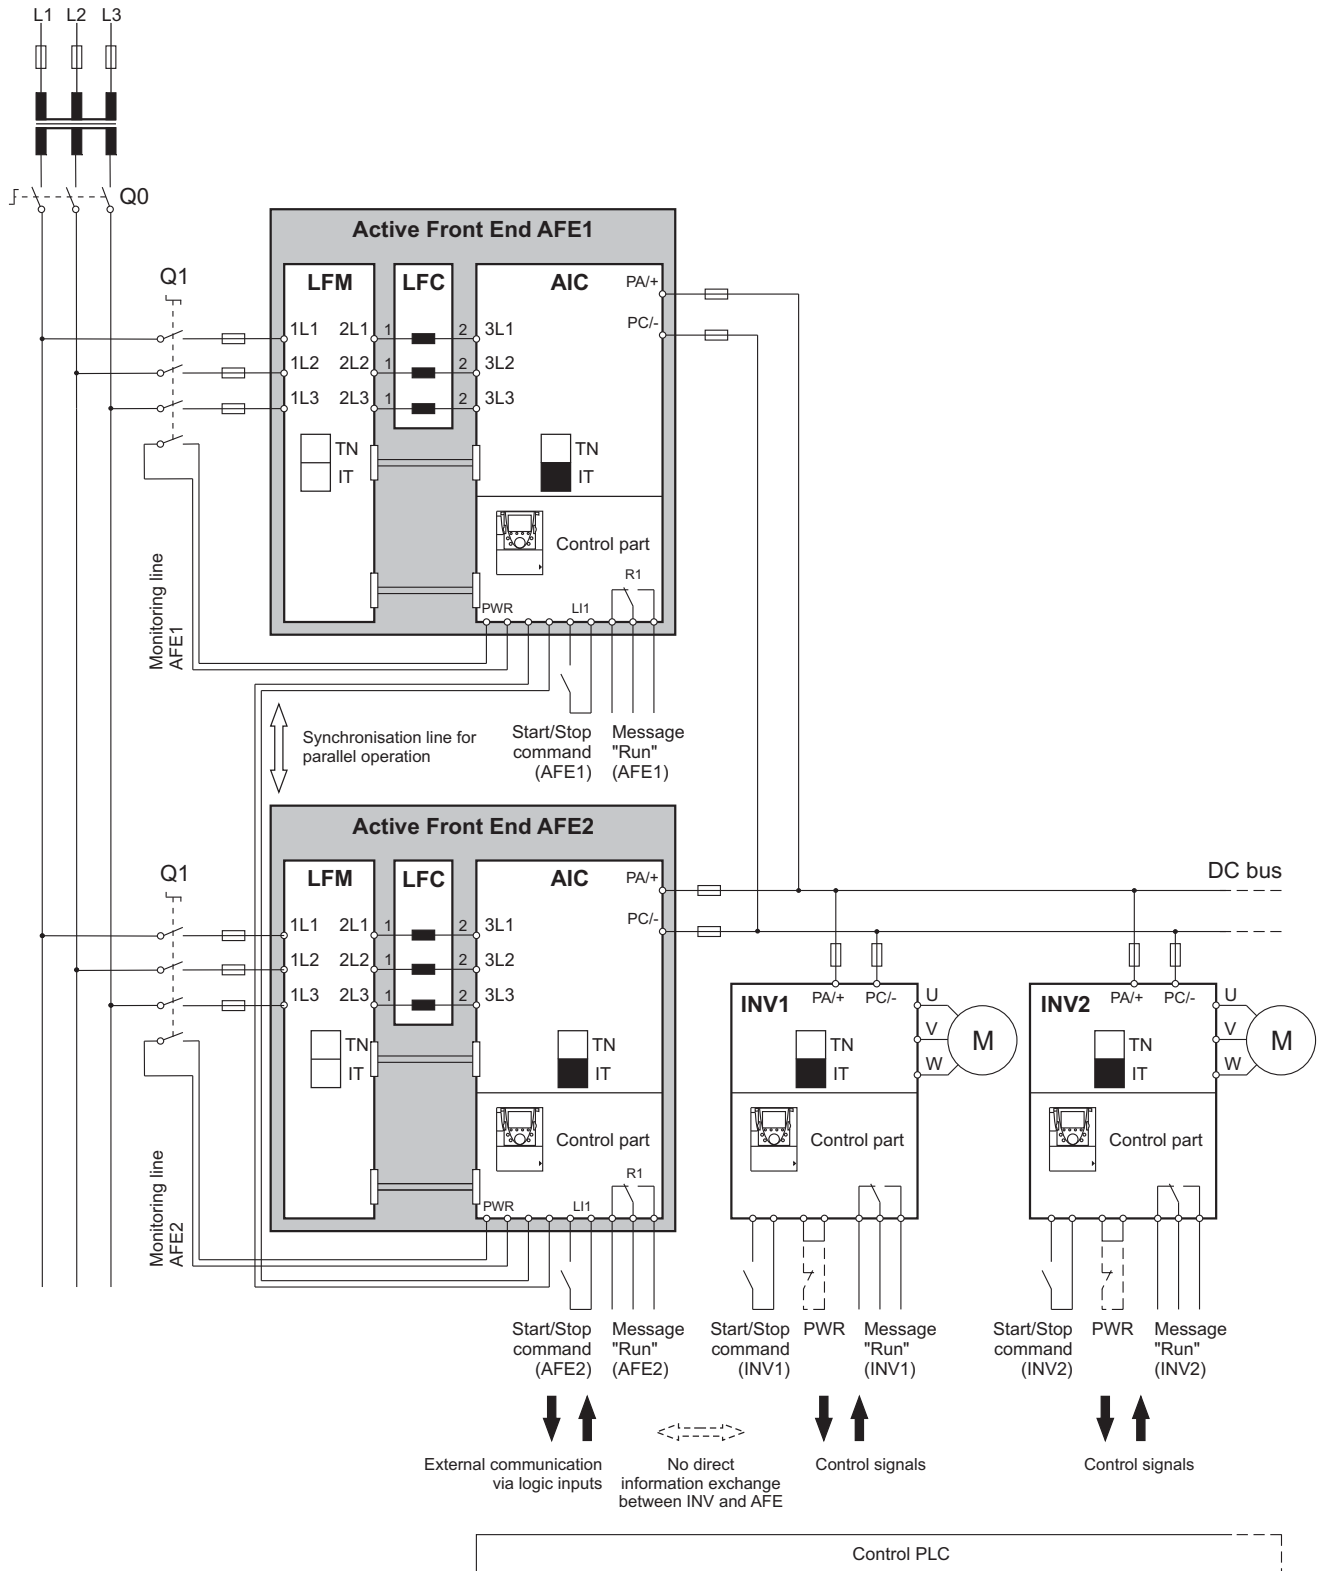 L1 L2 L3
Q0
Active Front End AFE1
Q1
LFM LFC AIC PA/+
PC/-
1L1 2L1 1 2 3L1
1L2 2L2 1 2 3L2
1L3 2L3 1 2 3L3
TN TN
IT IT
Control part
R1
PWR LI1
Monitoring line
AFE1
Synchronisation line for
parallel operation
Start/Stop
command
(AFE1)
Message
"Run"
(AFE1)
Active Front End AFE2
Q1
LFM LFC AIC PA/+
PC/-
DC bus
1L1 2L1 1 2 3L1
1L2 2L2 1 2 3L2
1L3 2L3 1 2 3L3
TN TN
IT IT
Control part
R1
PWR LI1
Monitoring line
AFE2
INV1 PA/+ PC/- U
V
W
M
TN
IT
Control part
INV2 PA/+ PC/- U
V
W
M
TN
IT
Control part
Start/Stop
command
(AFE2)
Message
"Run"
(AFE2)
Start/Stop
command
(INV1)
PWR
Message
"Run"
(INV1)
Start/Stop
command
(INV2)
PWR
Message
"Run"
(INV2)
External communication
via logic inputs
No direct
information exchange
between INV and AFE
Control signals
Control signals
Control PLC